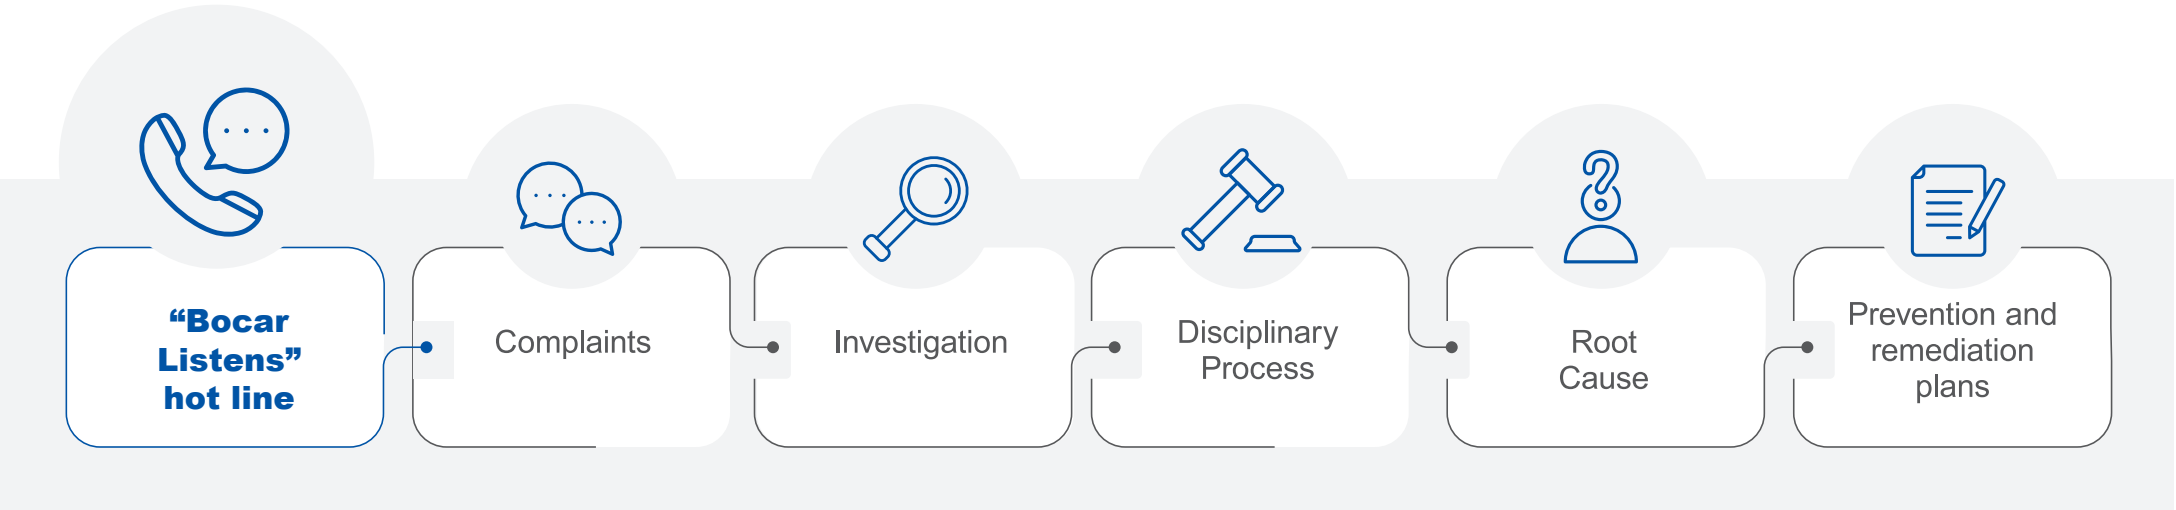 “Bocar
Listens”
hot line
Complaints
Investigation
Disciplinary
Process
Root
Cause
Prevention and
remediation
plans